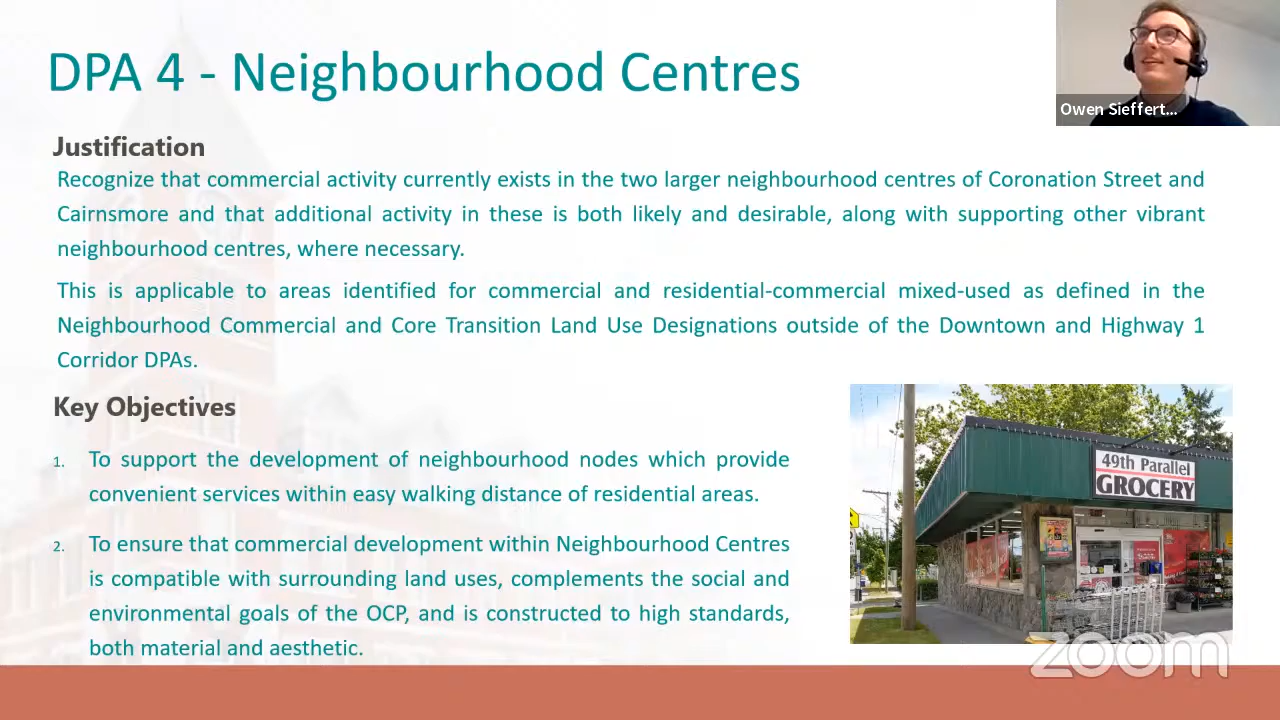 DPA 4 - Neighbourhood Centres
Owen Sieffert...
Justification
Recognize that commercial activity currently exists in the two larger neighbourhood centres of Coronation Street and
Cairnsmore and that additional activity in these is both likely and desirable, along with supporting other vibrant
neighbourhood centres, where necessary.
This is applicable to areas identified for commercial and residential-commercial mixed-used as defined in the
Neighbourhood Commercial and Core Transition Land Use Designations outside of the Downtown and Highway 1
Corridor DPAs.
Key Objectives
1. To support the development of neighbourhood nodes which provide
convenient services within easy walking distance of residential areas.
2. To ensure that commercial development within Neighbourhood Centres
is compatible with surrounding land uses, complements the social and
environmental goals of the OCP, and is constructed to high standards,
both material and aesthetic.
49th Parallel
GROCERY
zoom